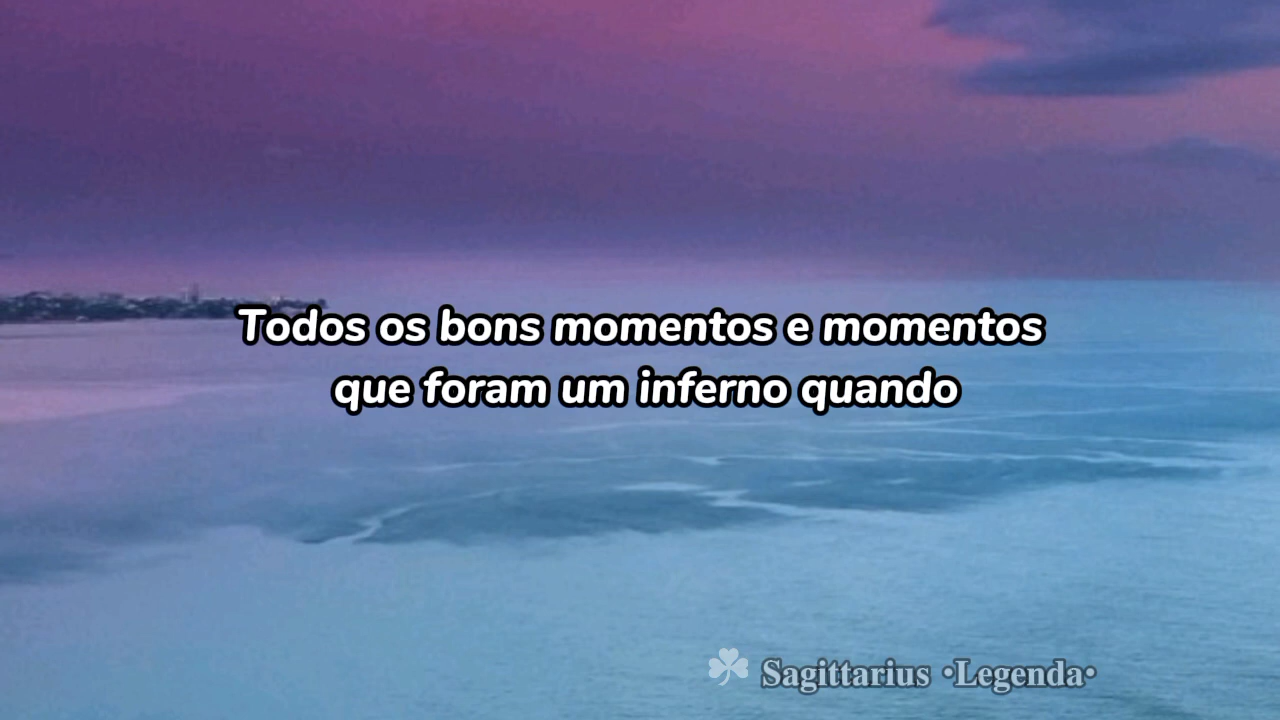 Todos os bons momentos e momentos
que foram um inferno quando
☘ Sagittarius •Legenda•